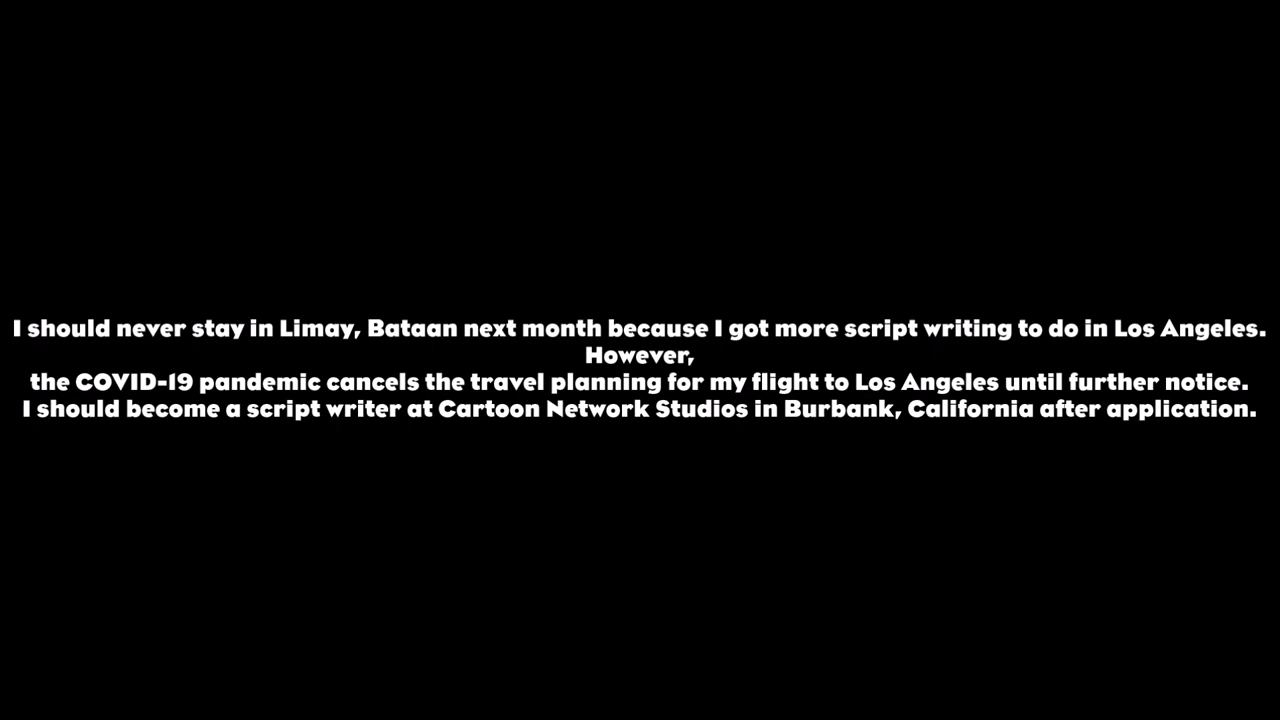 I should never stay in Limay, Bataan next month because I got more script writing to do in Los Angeles.
However,
the COVID-19 pandemic cancels the travel planning for my flight to Los Angeles until further notice.
I should become a script writer at Cartoon Network Studios in Burbank, California after application.